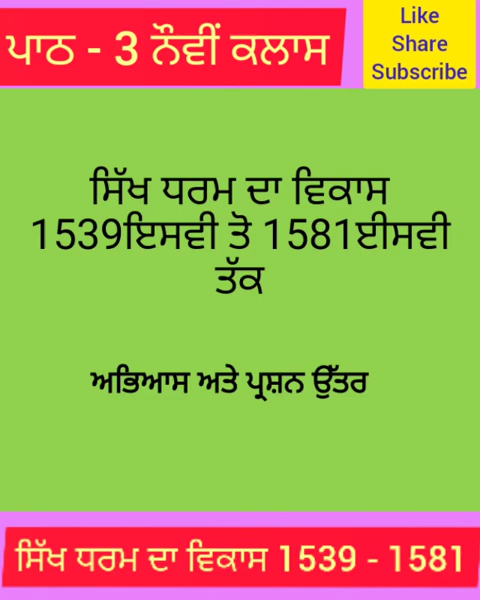 ਪਾਠ - 3 ਨੌਵੀਂ ਕਲਾਸ
Like
Share
Subscribe
ਸਿੱਖ ਧਰਮ ਦਾ ਵਿਕਾਸ
1539ਇਸਵੀ ਤੋ 1581ਈਸਵੀ
ਤੱਕ
ਅਭਿਆਸ ਅਤੇ ਪ੍ਰਸ਼ਨ ਉੱਤਰ
ਸਿੱਖ ਧਰਮ ਦਾ ਵਿਕਾਸ 1539 - 1581